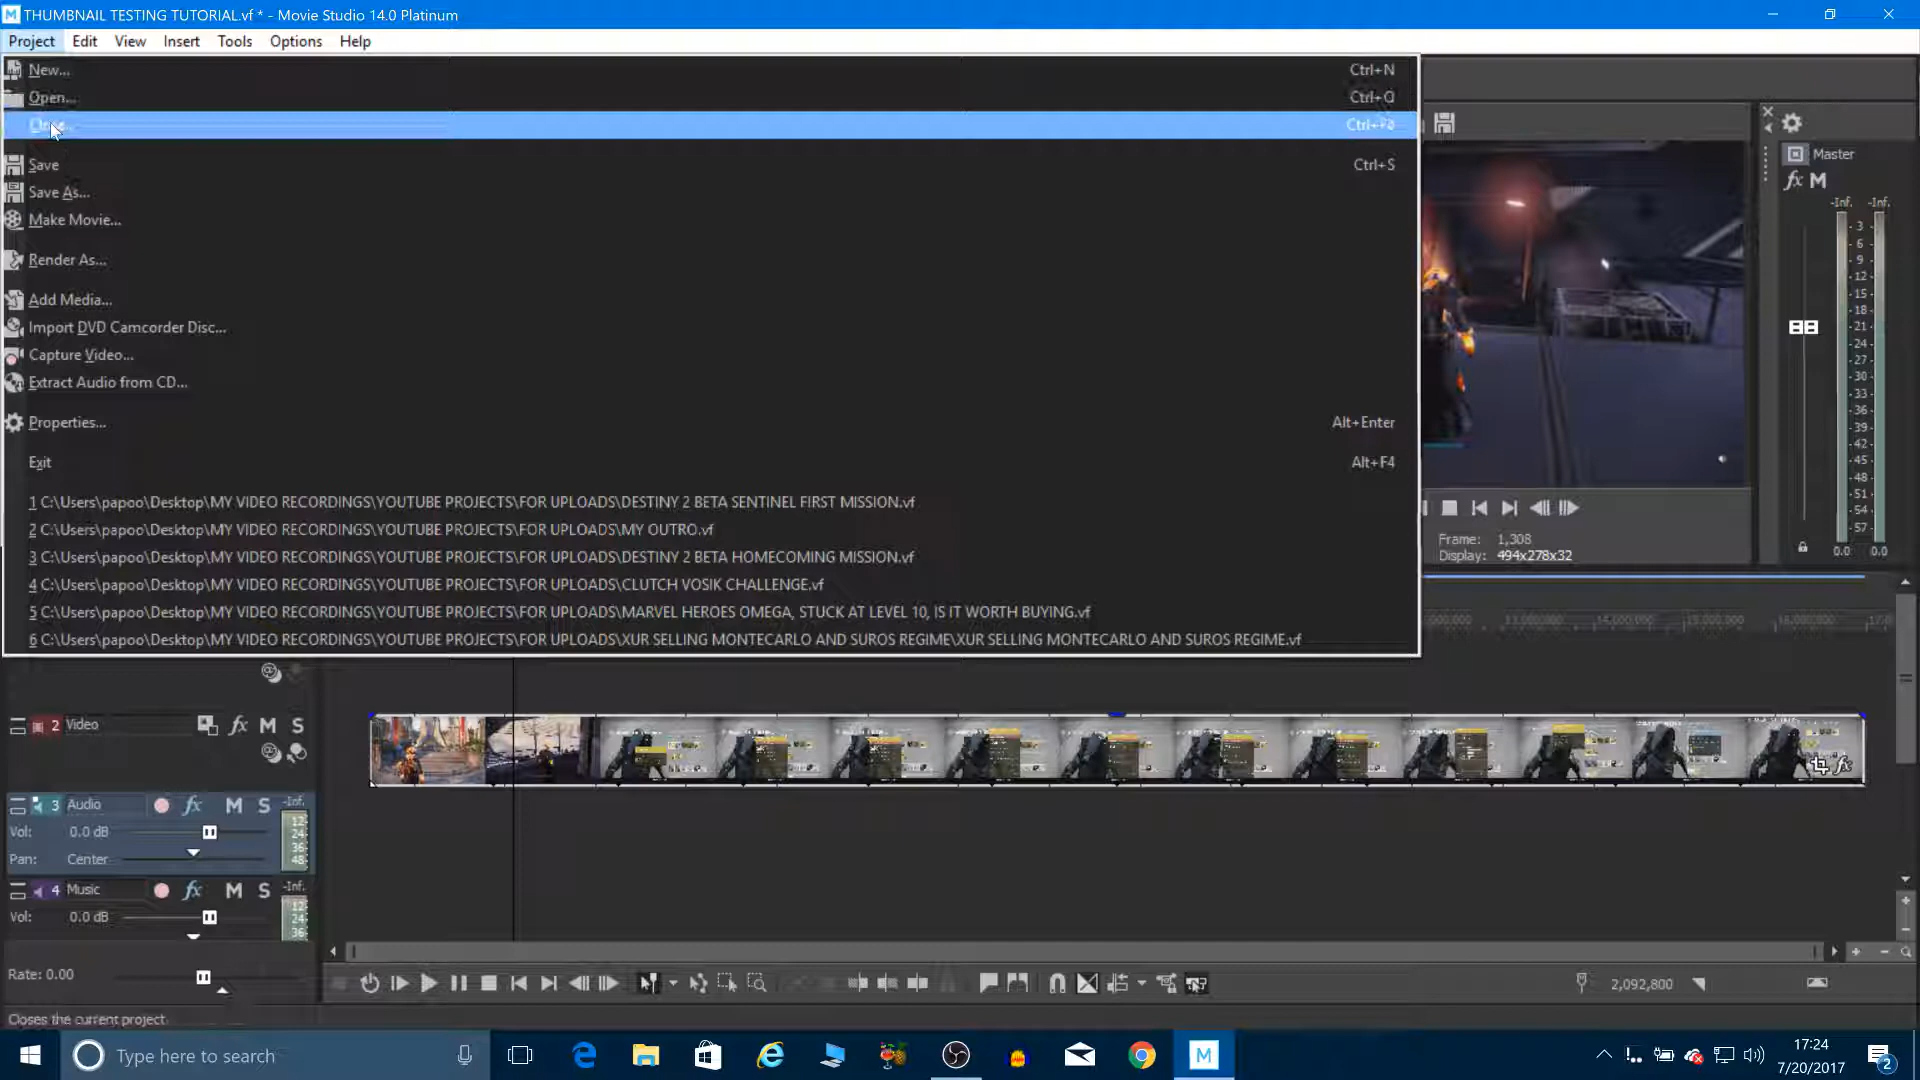 THUMBNAIL TESTING TUTORIAL.vf * - Movie Studio 14.0 Platinum
Project Edit View Insert Tools Options Help
New... Ctrl+N
Open... Ctrl+O
Save Ctrl+S
Save As...
Make Movie...
Render As...
Add Media...
Import DVD Camcorder Disc...
Capture Video...
Extract Audio from CD...
Properties... Alt+Enter
Exit Alt+F4
1 C:\Users\papoo\Desktop\MY VIDEO RECORDINGS\YOUTUBE PROJECTS\FOR UPLOADS\DESTINY 2 BETA SENTINEL FIRST MISSION.vf
2 C:\Users\papoo\Desktop\MY VIDEO RECORDINGS\YOUTUBE PROJECTS\FOR UPLOADS\MY OUTRO.vf
3 C:\Users\papoo\Desktop\MY VIDEO RECORDINGS\YOUTUBE PROJECTS\FOR UPLOADS\DESTINY 2 BETA HOMECOMING MISSION.vf
4 C:\Users\papoo\Desktop\MY VIDEO RECORDINGS\YOUTUBE PROJECTS\FOR UPLOADS\CLUTCH VOSIK CHALLENGE.vf
5 C:\Users\papoo\Desktop\MY VIDEO RECORDINGS\YOUTUBE PROJECTS\FOR UPLOADS\MARVEL HEROES OMEGA, STUCK AT LEVEL 10, IS IT WORTH BUYING.vf
6 C:\Users\papoo\Desktop\MY VIDEO RECORDINGS\YOUTUBE PROJECTS\FOR UPLOADS\XUR SELLING MONTECARLO AND SUROS REGIME\XUR SELLING MONTECARLO AND SUROS REGIME.vf
Master
fx M
-Inf. -Inf.
3
6
9
12
15
18
21
24
27
30
33
36
39
42
45
48
51
54
57
0.0 0.0
Frame: 1,308
Display: 494x278x32
2 Video fx M S
3 Audio fx M S -Inf.
Vol: 0.0 dB
Pan: Center
12
24
36
48
4 Music fx M S -Inf.
Vol: 0.0 dB
12
24
36
Rate: 0.00
2,092,800
Closes the current project.
Type here to search
17:24
7/20/2017
2